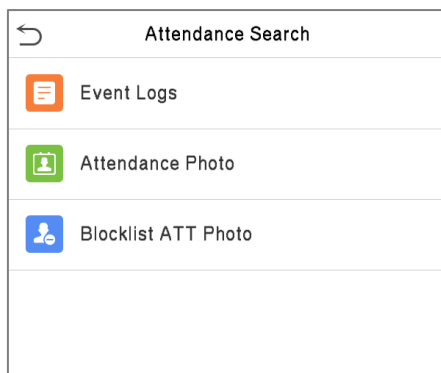 Attendance Search
Event Logs
Attendance Photo
Blocklist ATT Photo